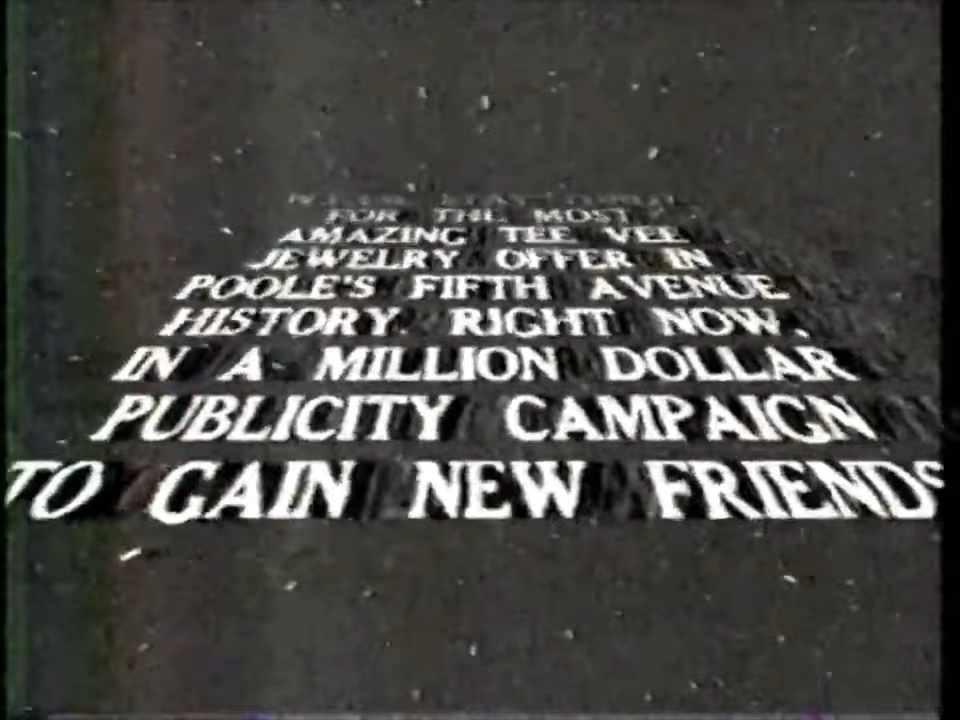 FOR THE MOST
AMAZING TEE VEE
JEWELRY OFFER IN
POOLE'S FIFTH AVENUE
HISTORY. RIGHT NOW,
IN A MILLION DOLLAR
PUBLICITY CAMPAIGN
TO GAIN NEW FRIENDS